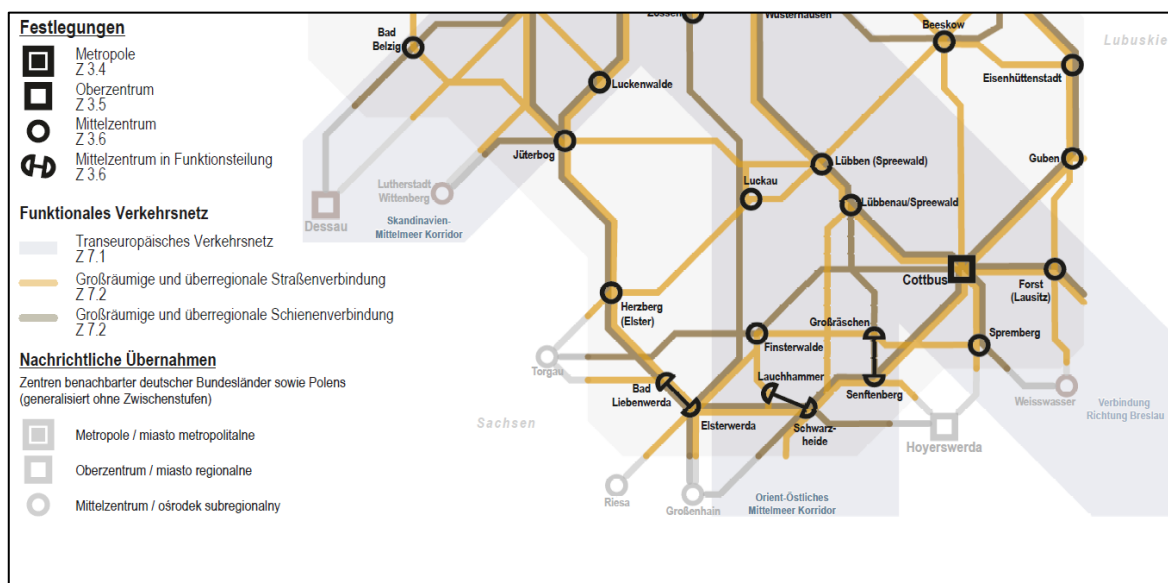 Festlegungen
Metropole
Z 3.4
Oberzentrum
Z 3.5
Mittelzentrum
Z 3.6
Mittelzentrum in Funktionsteilung
Z 3.6
Funktionales Verkehrsnetz
Transeuropäisches Verkehrsnetz
Z 7.1
Großräumige und überregionale Straßenverbindung
Z 7.2
Großräumige und überregionale Schienenverbindung
Z 7.2
Nachrichtliche Übernahmen
Zentren benachbarter deutscher Bundesländer sowie Polens
(generalisiert ohne Zwischenstufen)
Metropole / miasto metropolitalne
Oberzentrum / miasto regionalne
Mittelzentrum / ośrodek subregionalny
Zossen
Wusterhausen
Bad
Belzig
Beeskow
Lubuskie
Eisenhüttenstadt
Luckenwalde
Jüterbog
Lübben (Spreewald)
Guben
Lutherstadt
Wittenberg
Luckau
Lübbenau/Spreewald
Dessau
Skandinavien-
Mittelmeer Korridor
Cottbus
Forst
(Lausitz)
Herzberg
(Elster)
Großräschen
Spremberg
Finsterwalde
Torgau
Lauchhammer
Bad
Liebenwerda
Senftenberg
Weisswasser
Verbindung
Richtung Breslau
Sachsen
Elsterwerda
Schwarz-
heide
Hoyerswerda
Riesa
Großenhain
Orient-Östliches
Mittelmeer Korridor